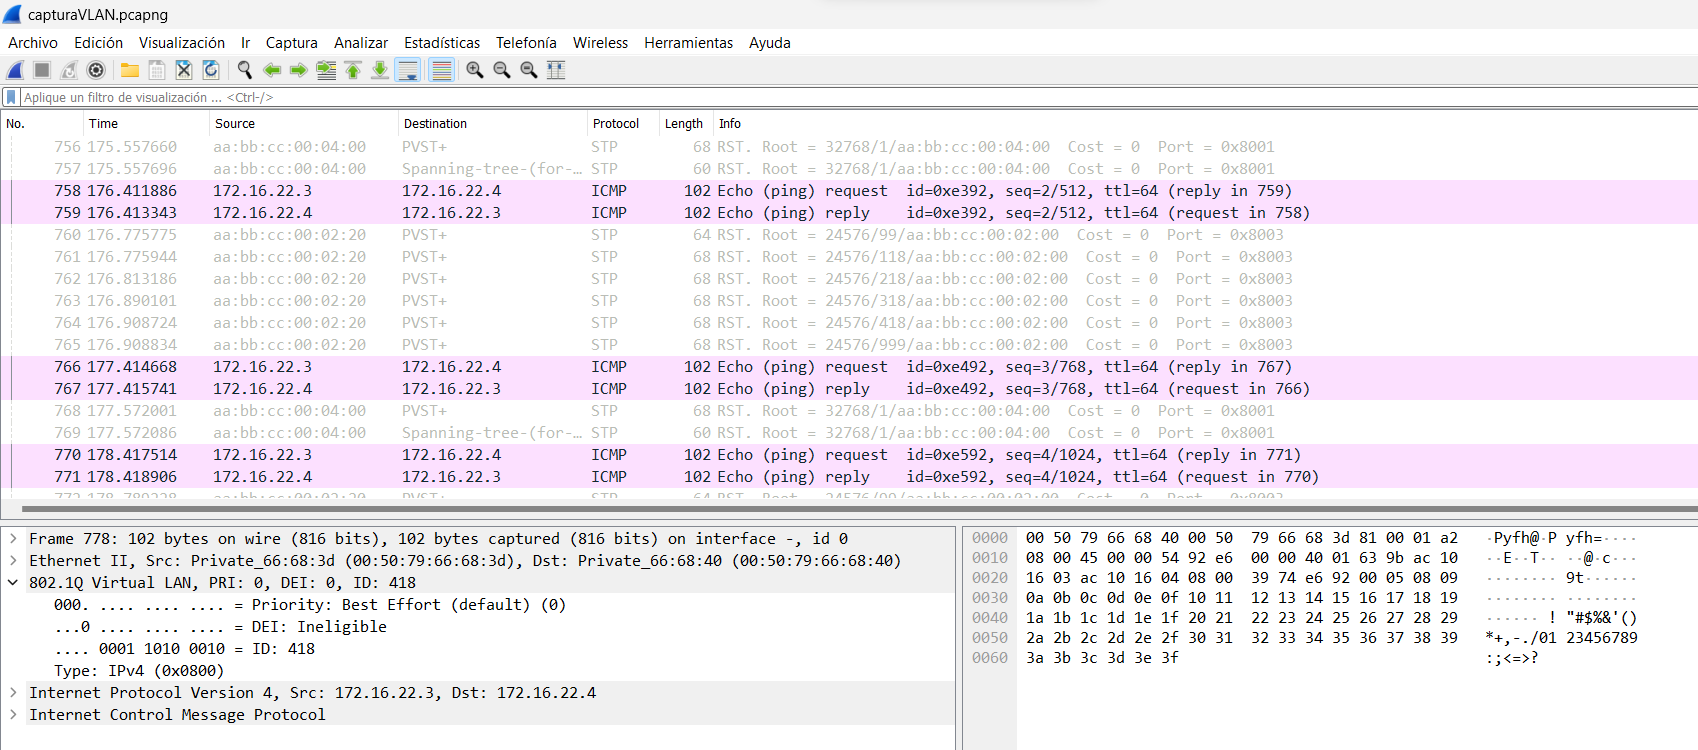 capturaVLAN.pcapng
Archivo Edición Visualización Ir Captura Analizar Estadísticas Telefonía Wireless Herramientas Ayuda
Aplique un filtro de visualización ... <Ctrl-/>
No. Time Source Destination Protocol Length Info
756 175.557660 aa:bb:cc:00:04:00 PVST+ STP 68 RST. Root = 32768/1/aa:bb:cc:00:04:00 Cost = 0 Port = 0x8001
757 175.557696 aa:bb:cc:00:04:00 Spanning-tree-(for-… STP 60 RST. Root = 32768/1/aa:bb:cc:00:04:00 Cost = 0 Port = 0x8001
758 176.411886 172.16.22.3 172.16.22.4 ICMP 102 Echo (ping) request id=0xe392, seq=2/512, ttl=64 (reply in 759)
759 176.413343 172.16.22.4 172.16.22.3 ICMP 102 Echo (ping) reply id=0xe392, seq=2/512, ttl=64 (request in 758)
760 176.775775 aa:bb:cc:00:02:20 PVST+ STP 64 RST. Root = 24576/99/aa:bb:cc:00:02:00 Cost = 0 Port = 0x8003
761 176.775944 aa:bb:cc:00:02:20 PVST+ STP 68 RST. Root = 24576/118/aa:bb:cc:00:02:00 Cost = 0 Port = 0x8003
762 176.813186 aa:bb:cc:00:02:20 PVST+ STP 68 RST. Root = 24576/218/aa:bb:cc:00:02:00 Cost = 0 Port = 0x8003
763 176.890101 aa:bb:cc:00:02:20 PVST+ STP 68 RST. Root = 24576/318/aa:bb:cc:00:02:00 Cost = 0 Port = 0x8003
764 176.908724 aa:bb:cc:00:02:20 PVST+ STP 68 RST. Root = 24576/418/aa:bb:cc:00:02:00 Cost = 0 Port = 0x8003
765 176.908834 aa:bb:cc:00:02:20 PVST+ STP 68 RST. Root = 24576/999/aa:bb:cc:00:02:00 Cost = 0 Port = 0x8003
766 177.414668 172.16.22.3 172.16.22.4 ICMP 102 Echo (ping) request id=0xe492, seq=3/768, ttl=64 (reply in 767)
767 177.415741 172.16.22.4 172.16.22.3 ICMP 102 Echo (ping) reply id=0xe492, seq=3/768, ttl=64 (request in 766)
768 177.572001 aa:bb:cc:00:04:00 PVST+ STP 68 RST. Root = 32768/1/aa:bb:cc:00:04:00 Cost = 0 Port = 0x8001
769 177.572086 aa:bb:cc:00:04:00 Spanning-tree-(for-… STP 60 RST. Root = 32768/1/aa:bb:cc:00:04:00 Cost = 0 Port = 0x8001
770 178.417514 172.16.22.3 172.16.22.4 ICMP 102 Echo (ping) request id=0xe592, seq=4/1024, ttl=64 (reply in 771)
771 178.418906 172.16.22.4 172.16.22.3 ICMP 102 Echo (ping) reply id=0xe592, seq=4/1024, ttl=64 (request in 770)
Frame 778: 102 bytes on wire (816 bits), 102 bytes captured (816 bits) on interface -, id 0
Ethernet II, Src: Private_66:68:3d (00:50:79:66:68:3d), Dst: Private_66:68:40 (00:50:79:66:68:40)
802.1Q Virtual LAN, PRI: 0, DEI: 0, ID: 418
000. .... .... .... = Priority: Best Effort (default) (0)
...0 .... .... .... = DEI: Ineligible
.... 0001 1010 0010 = ID: 418
Type: IPv4 (0x0800)
Internet Protocol Version 4, Src: 172.16.22.3, Dst: 172.16.22.4
Internet Control Message Protocol
0000 00 50 79 66 68 40 00 50 79 66 68 3d 81 00 01 a2 ·Pyfh@·P yfh=····
0010 08 00 45 00 00 54 92 e6 00 00 40 01 63 9b ac 10 ··E··T·· ··@·c···
0020 16 03 ac 10 16 04 08 00 39 74 e6 92 00 05 08 09 ········ 9t······
0030 0a 0b 0c 0d 0e 0f 10 11 12 13 14 15 16 17 18 19 ········ ········
0040 1a 1b 1c 1d 1e 1f 20 21 22 23 24 25 26 27 28 29 ······ ! "#$%&'()
0050 2a 2b 2c 2d 2e 2f 30 31 32 33 34 35 36 37 38 39 *+,-./01 23456789
0060 3a 3b 3c 3d 3e 3f :;<=>?